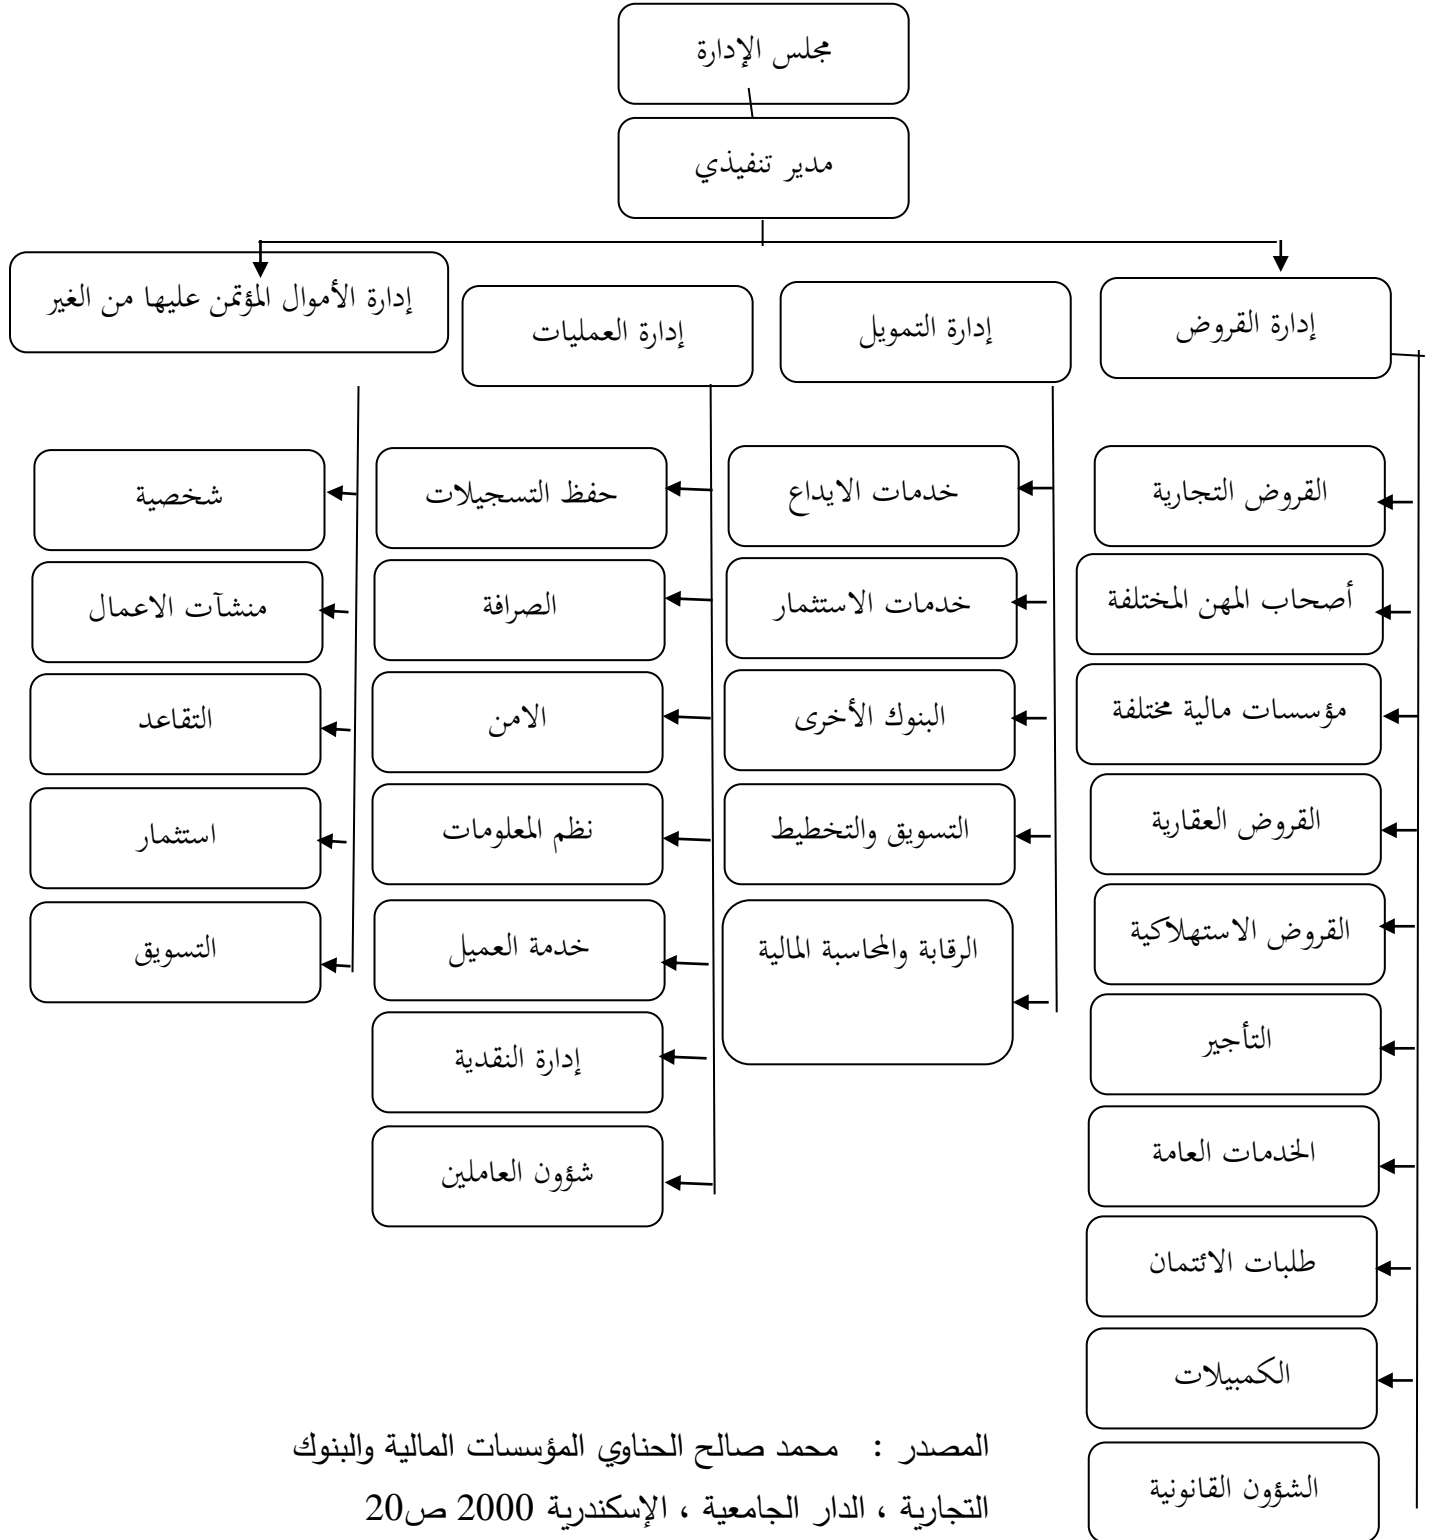 مجلس الإدارة
مدير تنفيذي
إدارة القروض
إدارة التمويل
إدارة العمليات
إدارة الأموال المؤتمن عليها من الغير
القروض التجارية
أصحاب المهن المختلفة
مؤسسات مالية مختلفة
القروض العقارية
القروض الاستهلاكية
التأجير
الخدمات العامة
طلبات الائتمان
الكمبيلات
الشؤون القانونية
خدمات الايداع
خدمات الاستثمار
البنوك الأخرى
التسويق والتخطيط
الرقابة والمحاسبة المالية
حفظ التسجيلات
الصرافة
الامن
نظم المعلومات
خدمة العميل
إدارة النقدية
شؤون العاملين
شخصية
منشآت الاعمال
التقاعد
استثمار
التسويق
المصدر : محمد صالح الحناوي المؤسسات المالية والبنوك
التجارية ، الدار الجامعية ، الإسكندرية 2000 ص20